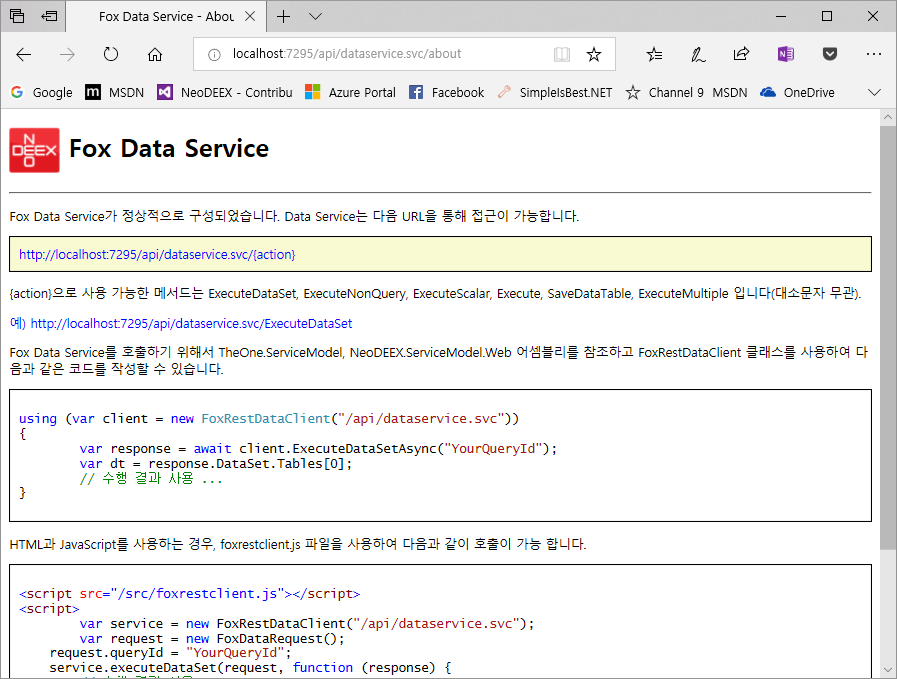 Fox Data Service - Abou
localhost:7295/api/dataservice.svc/about
Google MSDN NeoDEEX - Contribu Azure Portal Facebook SimpleIsBest.NET Channel 9 MSDN OneDrive
NEO DEEX Fox Data Service
Fox Data Service가 정상적으로 구성되었습니다. Data Service는 다음 URL을 통해 접근이 가능합니다.
http://localhost:7295/api/dataservice.svc/{action}
{action}으로 사용 가능한 메서드는 ExecuteDataSet, ExecuteNonQuery, ExecuteScalar, Execute, SaveDataTable, ExecuteMultiple 입니다(대소문자 무관).
예) http://localhost:7295/api/dataservice.svc/ExecuteDataSet
Fox Data Service를 호출하기 위해서 TheOne.ServiceModel, NeoDEEX.ServiceModel.Web 어셈블리를 참조하고 FoxRestDataClient 클래스를 사용하여 다
음과 같은 코드를 작성할 수 있습니다.
using (var client = new FoxRestDataClient("/api/dataservice.svc"))
{
var response = await client.ExecuteDataSetAsync("YourQueryId");
var dt = response.DataSet.Tables[0];
// 수행 결과 사용 ...
}
HTML과 JavaScript를 사용하는 경우, foxrestclient.js 파일을 사용하여 다음과 같이 호출이 가능 합니다.
<script src="/src/foxrestclient.js"></script>
<script>
var service = new FoxRestDataClient("/api/dataservice.svc");
var request = new FoxDataRequest();
request.queryId = "YourQueryId";
service.executeDataSet(request, function (response) {